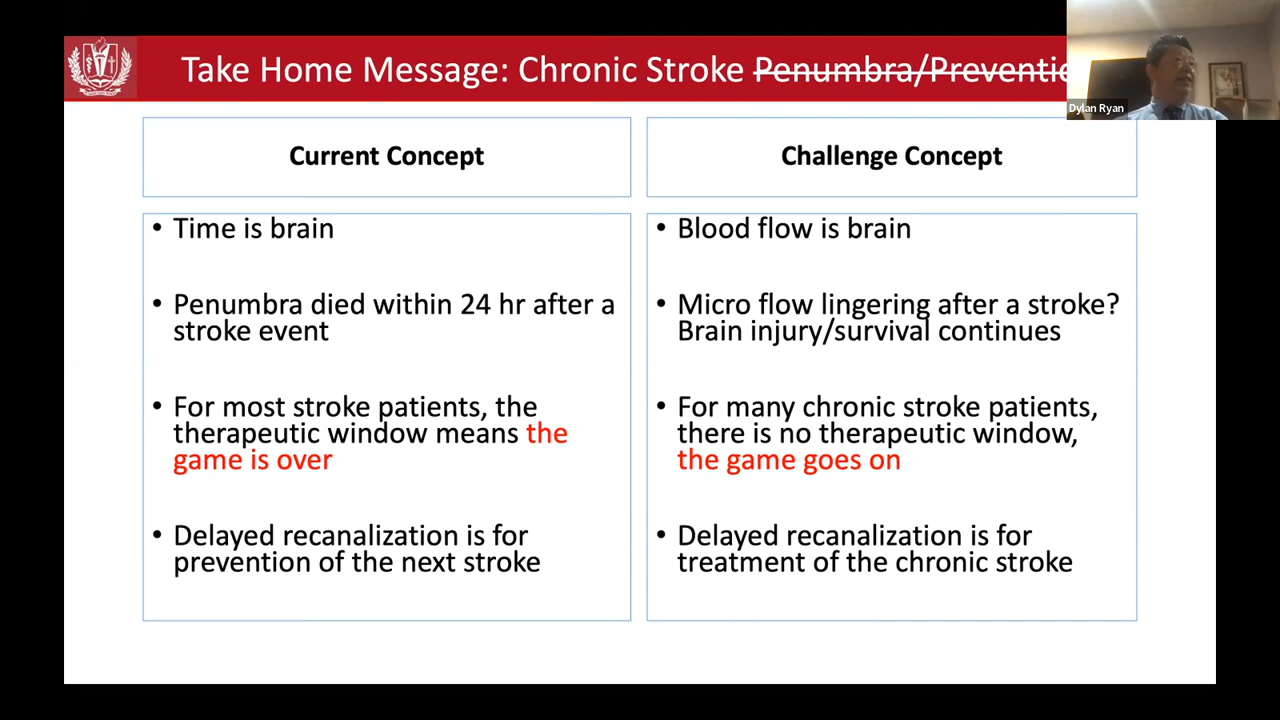 Take Home Message: Chronic Stroke Penumbra/Preventio
Dylan Ryan
Current Concept
• Time is brain
• Penumbra died within 24 hr after a
stroke event
• For most stroke patients, the
therapeutic window means the
game is over
• Delayed recanalization is for
prevention of the next stroke
Challenge Concept
• Blood flow is brain
• Micro flow lingering after a stroke?
Brain injury/survival continues
• For many chronic stroke patients,
there is no therapeutic window,
the game goes on
• Delayed recanalization is for
treatment of the chronic stroke